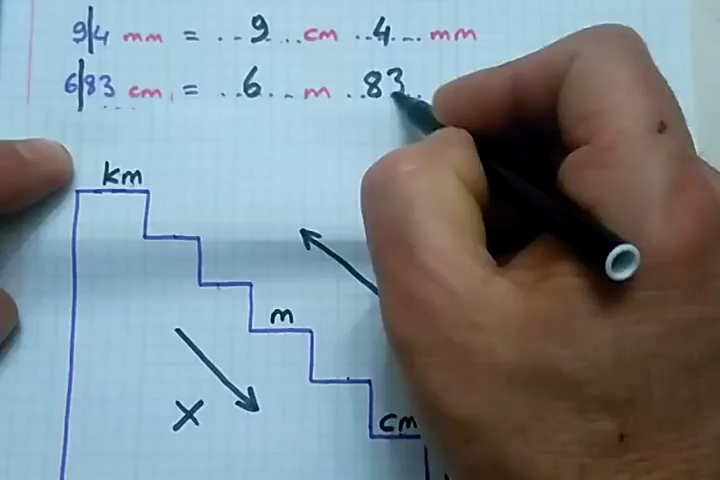 9|4 mm = ..9...cm ..4...mm
6|83 cm = ..6...m ..83..
km
m
X
cm